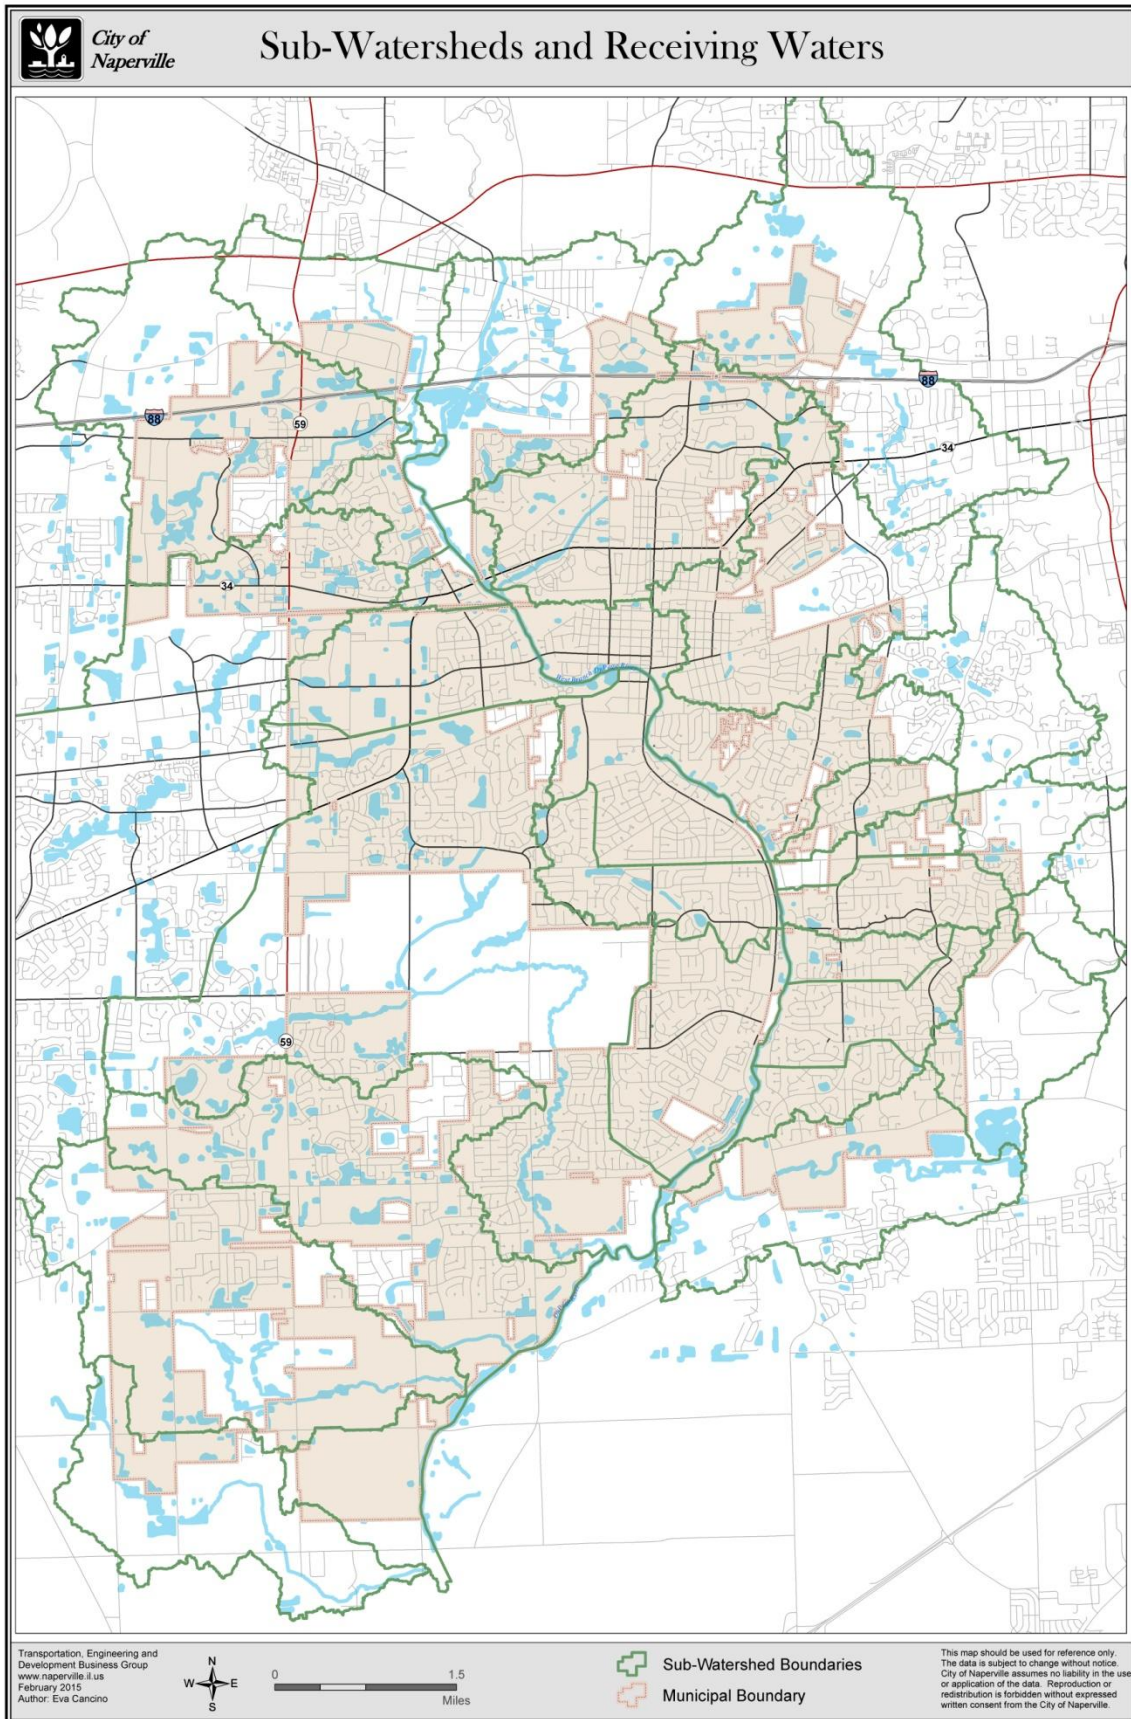 City of
Naperville
Sub-Watersheds and Receiving Waters
88
59
88
34
34
59
Transportation, Engineering and
Development Business Group
www.naperville.il.us
February 2015
Author: Eva Cancino
N
W E
S
0 1.5
Miles
Sub-Watershed Boundaries
Municipal Boundary
This map should be used for reference only.
The data is subject to change without notice.
City of Naperville assumes no liability in the use
or application of the data. Reproduction or
redistribution is forbidden without expressed
written consent from the City of Naperville.